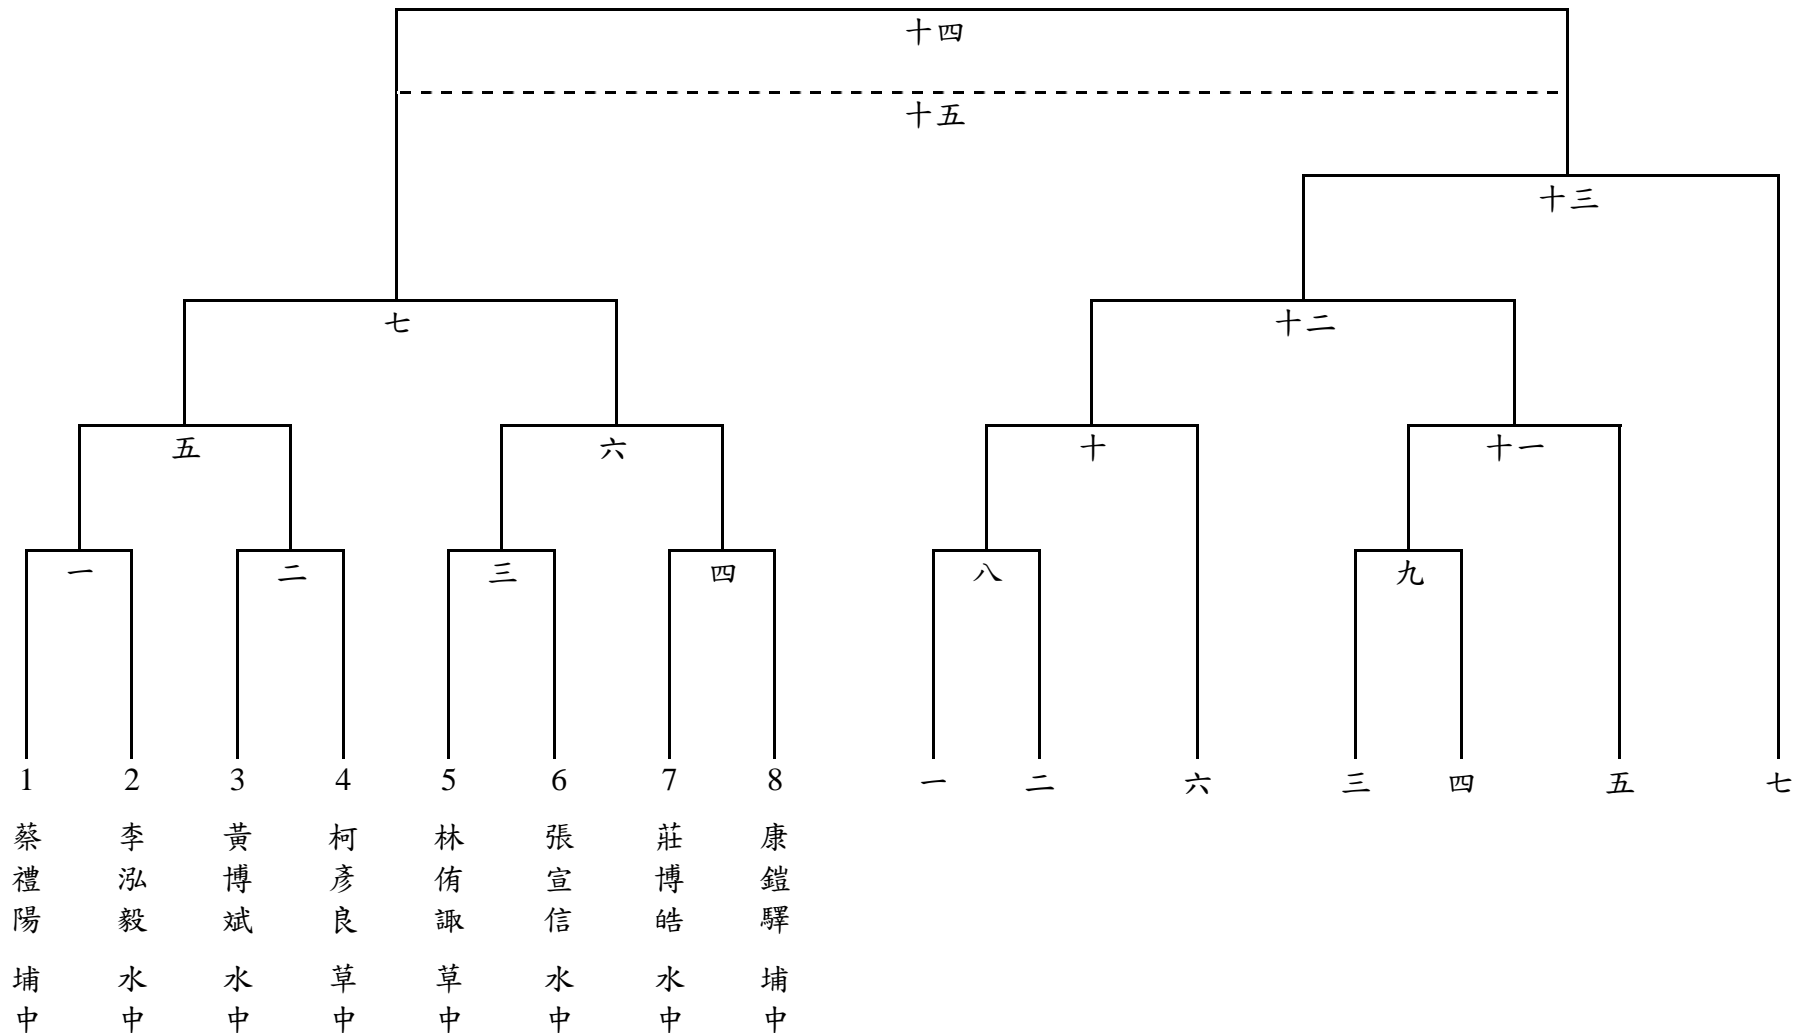 十四
十五
十三
七
十二
五
六
十
十一
一
二
三
四
八
九
1
2
3
4
5
6
7
8
一
二
六
三
四
五
七
蔡禮陽
李泓毅
黃博斌
柯彥良
林侑諏
張宣信
莊博皓
康鎧驛
埔中
水中
水中
草中
草中
水中
水中
埔中